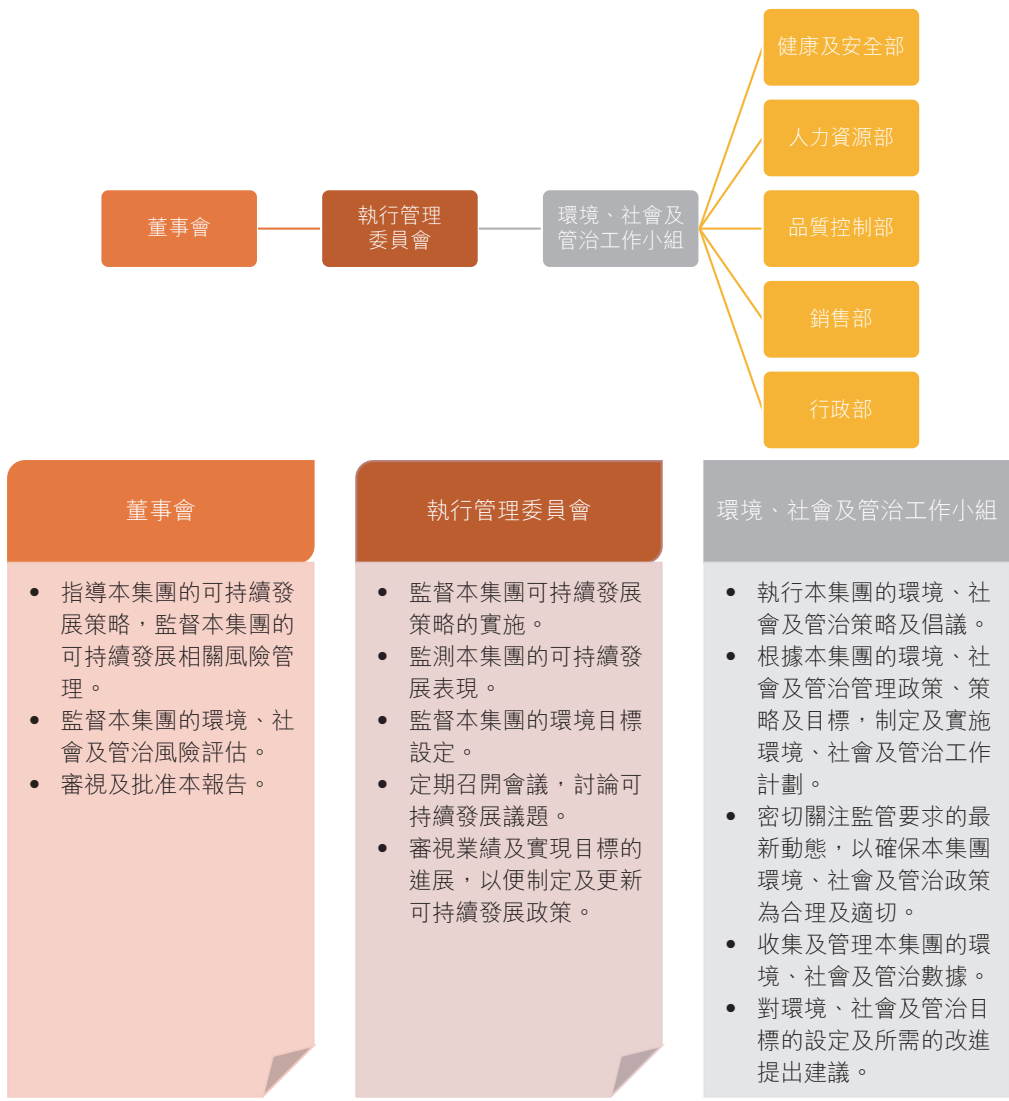 健康及安全部
人力資源部
董事會
執行管理
委員會
環境、社會及
管治工作小組
品質控制部
銷售部
行政部
董事會
指導本集團的可持續發
展策略，監督本集團的
可持續發展相關風險管
理。
監督本集團的環境、社
會及管治風險評估。
審視及批准本報告。
執行管理委員會
監督本集團可持續發展
策略的實施。
監測本集團的可持續發
展表現。
監督本集團的環境目標
設定。
定期召開會議，討論可
持續發展議題。
審視業績及實現目標的
進展，以便制定及更新
可持續發展政策。
環境、社會及管治工作小組
執行本集團的環境、社
會及管治策略及倡議。
根據本集團的環境、社
會及管治管理政策、策
略及目標，制定及實施
環境、社會及管治工作
計劃。
密切關注監管要求的最
新動態，以確保本集團
環境、社會及管治政策
為合理及適切。
收集及管理本集團的環
境、社會及管治數據。
對環境、社會及管治目
標的設定及所需的改進
提出建議。